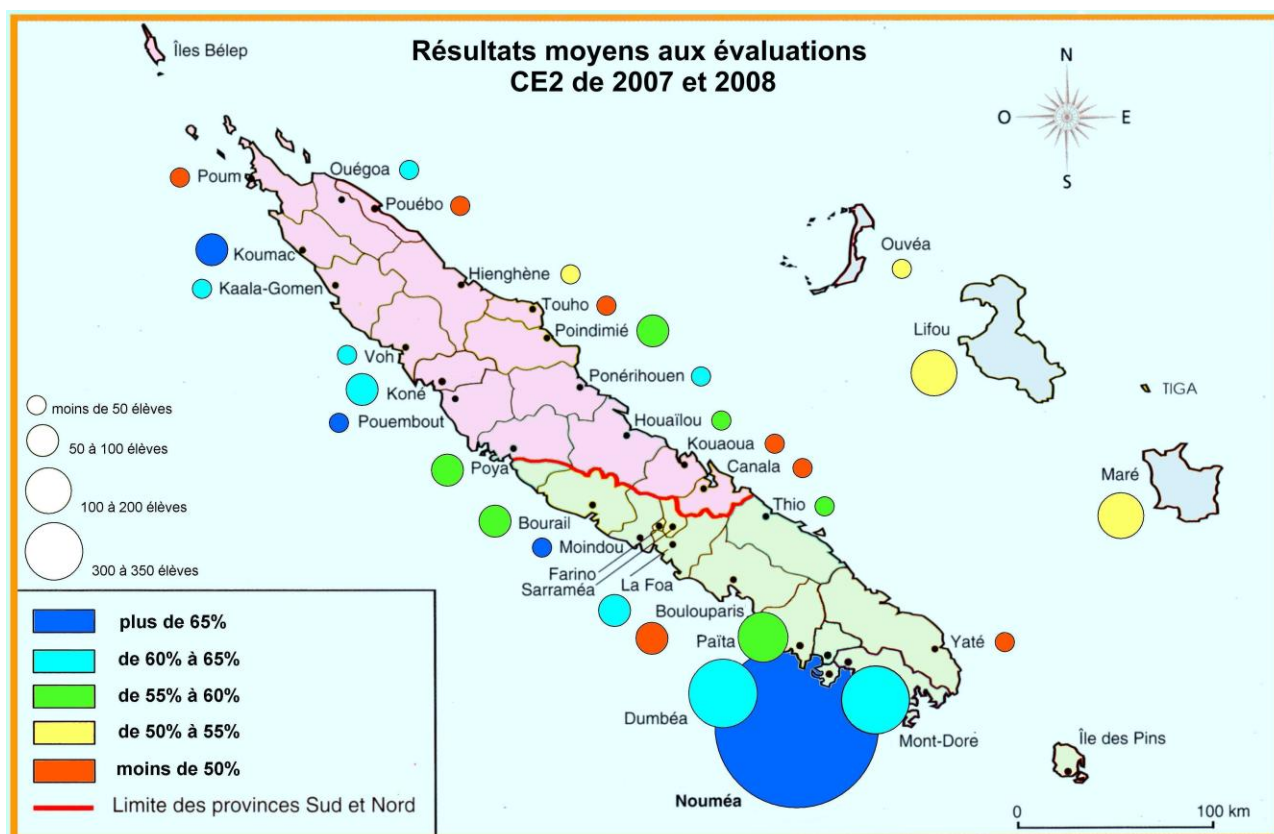 Résultats moyens aux évaluations
CE2 de 2007 et 2008
Îles Bélep
N
O
E
S
Ouégoa
Poum
Pouébo
Koumac
Kaala-Gomen
Hienghène
Touho
Poindimié
Ouvéa
Lifou
Voh
Koné
Pouembout
Ponérihouen
TIGA
Houaïlou
Kouaoua
Canala
Poya
Maré
Thio
Bourail
Moindou
Farino
Sarraméa
La Foa
Boulouparis
Païta
Yaté
Dumbéa
Mont-Dore
Nouméa
Île des Pins
moins de 50 élèves
50 à 100 élèves
100 à 200 élèves
300 à 350 élèves
plus de 65%
de 60% à 65%
de 55% à 60%
de 50% à 55%
moins de 50%
Limite des provinces Sud et Nord
0 100 km